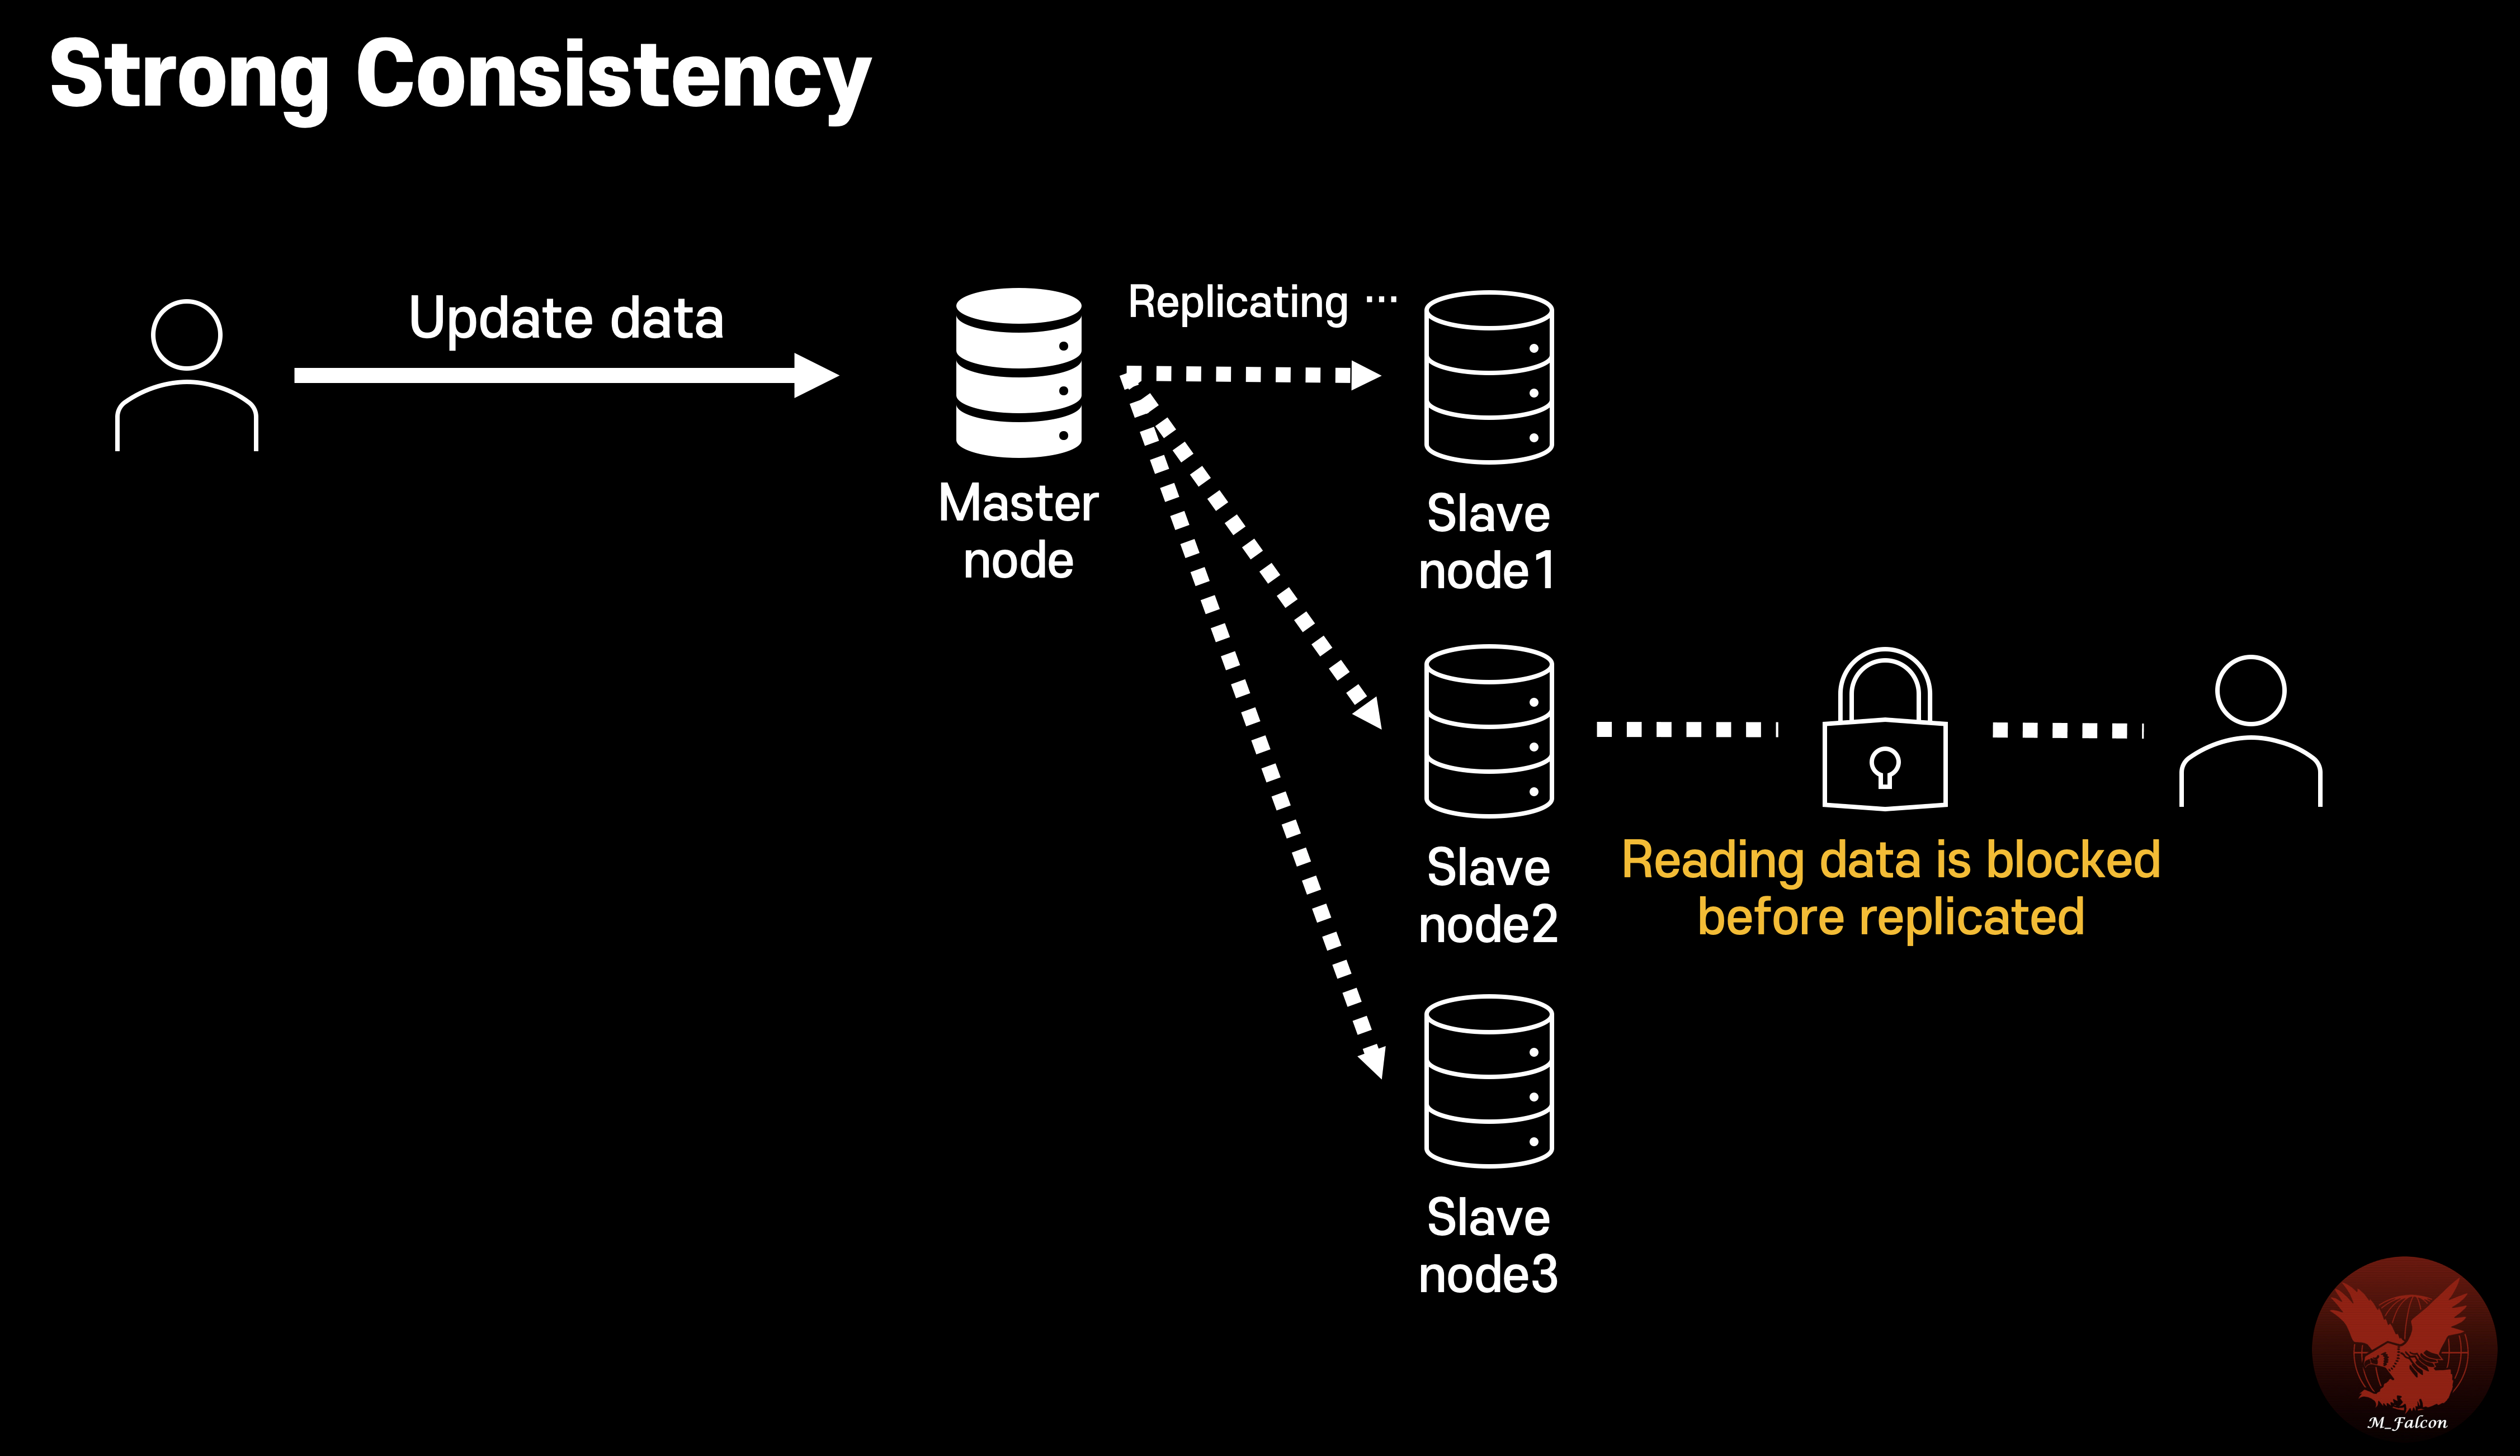 Strong Consistency
Update data
Replicating ···
Master
node
Slave
node1
Slave
node2
Reading data is blocked
before replicated
Slave
node3
M_Falcon